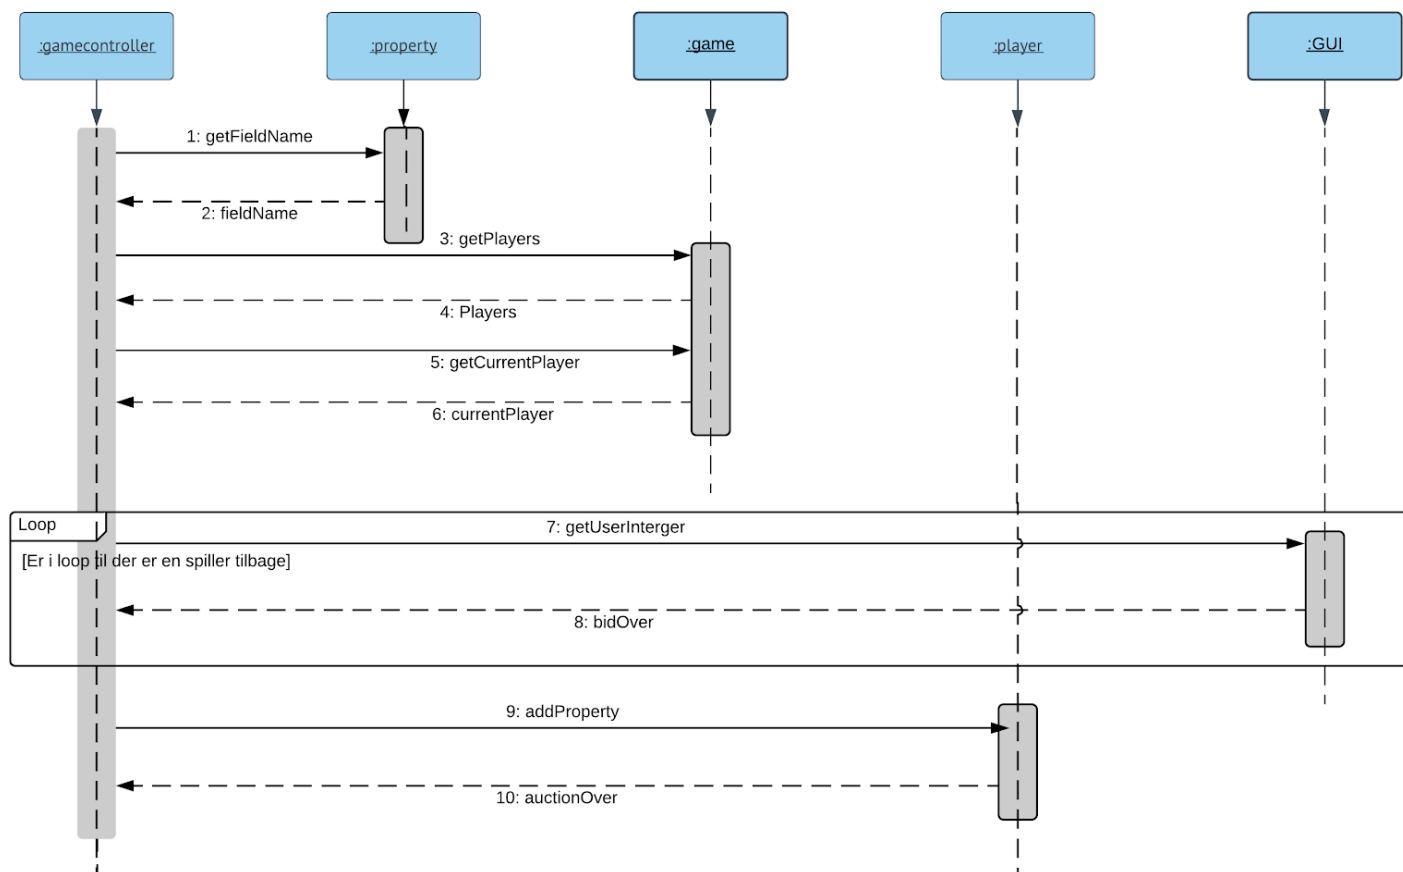 :gamecontroller
:property
:game
:player
:GUI
1: getFieldName
2: fieldName
3: getPlayers
4: Players
5: getCurrentPlayer
6: currentPlayer
Loop
7: getUserInterger
[Er i loop til der er en spiller tilbage]
8: bidOver
9: addProperty
10: auctionOver